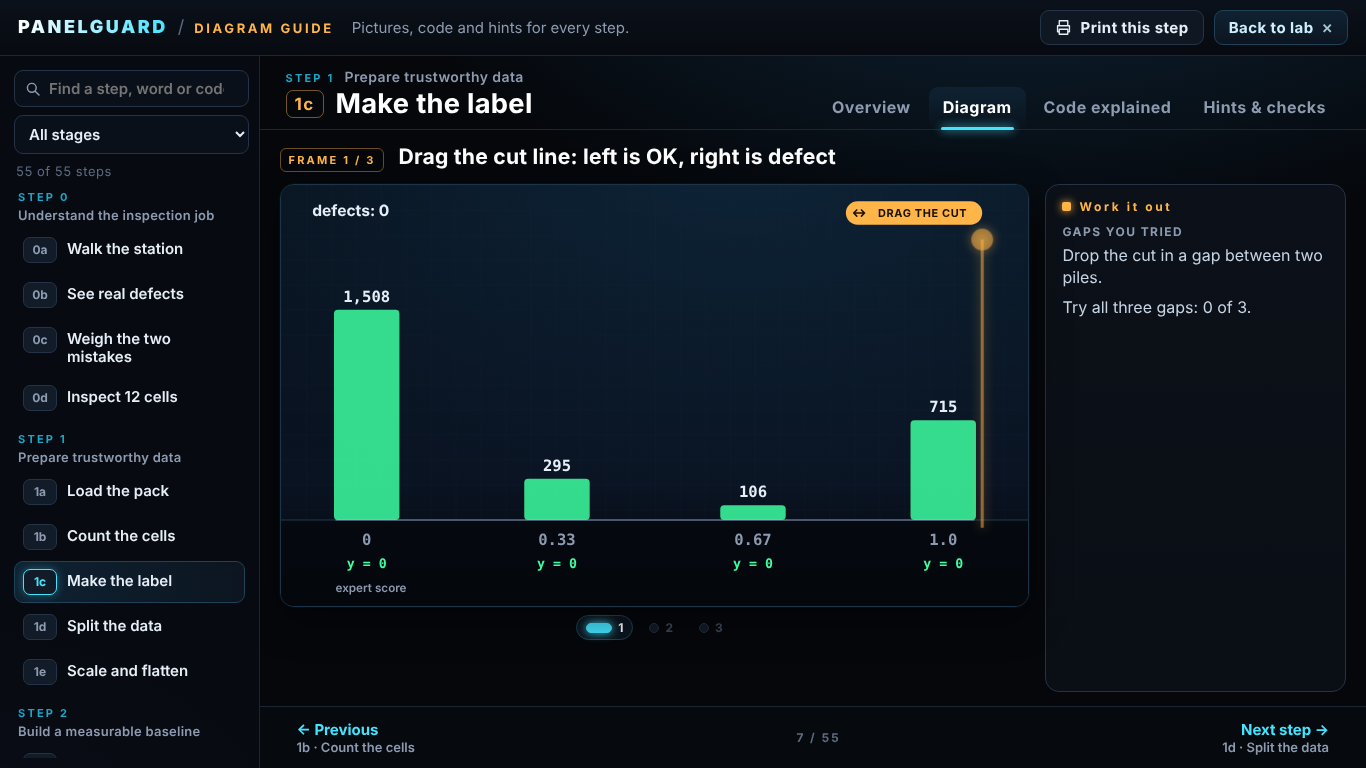 PANELGUARD / DIAGRAM GUIDE Pictures, code and hints for every step.
Print this step
Back to lab ×
Find a step, word or cod
All stages
55 of 55 steps
STEP 0
Understand the inspection job
0a Walk the station
0b See real defects
0c Weigh the two
mistakes
0d Inspect 12 cells
STEP 1
Prepare trustworthy data
1a Load the pack
1b Count the cells
1c Make the label
1d Split the data
1e Scale and flatten
STEP 2
Build a measurable baseline
STEP 1 Prepare trustworthy data
1c Make the label
Overview
Diagram
Code explained
Hints & checks
FRAME 1 / 3 Drag the cut line: left is OK, right is defect
defects: 0
↔ DRAG THE CUT
1,508
295
106
715
0 0.33 0.67 1.0
y = 0 y = 0 y = 0 y = 0
expert score
1 2 3
Work it out
GAPS YOU TRIED
Drop the cut in a gap between two
piles.
Try all three gaps: 0 of 3.
← Previous
1b · Count the cells
7 / 55
Next step →
1d · Split the data